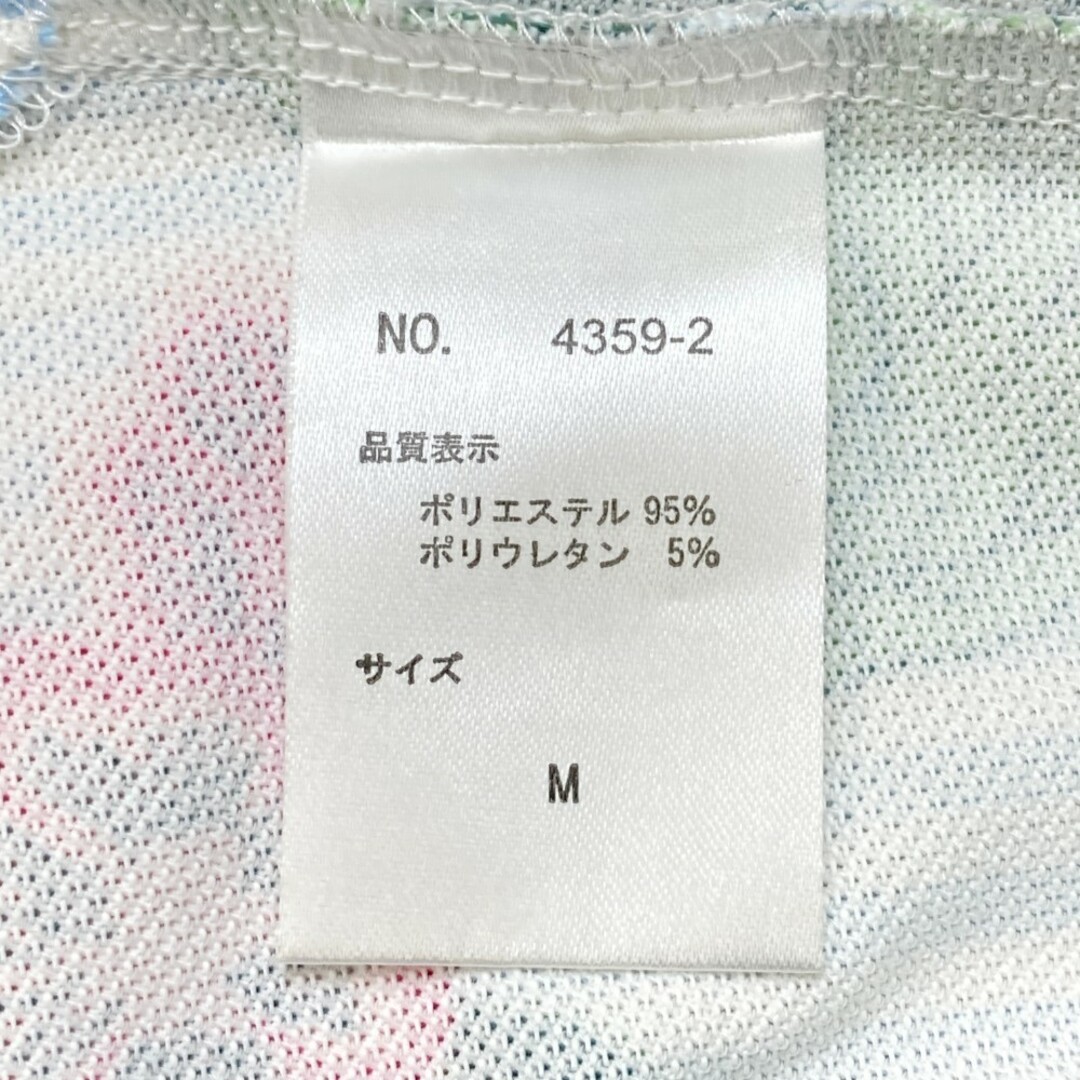 NO. 4359-2
品質表示
ポリエステル 95%
ポリウレタン 5%
サイズ
M